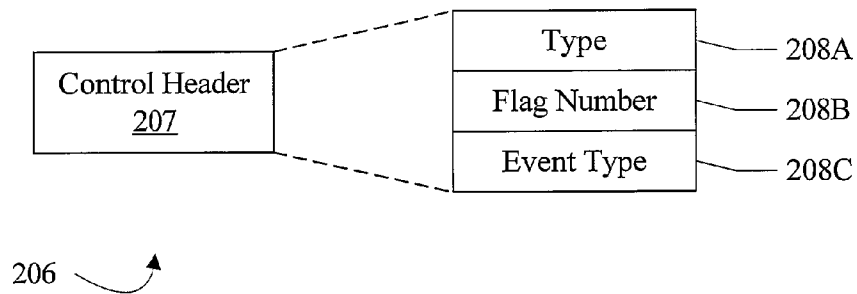 Control Header
207
Type
208A
Flag Number
208B
Event Type
208C
206